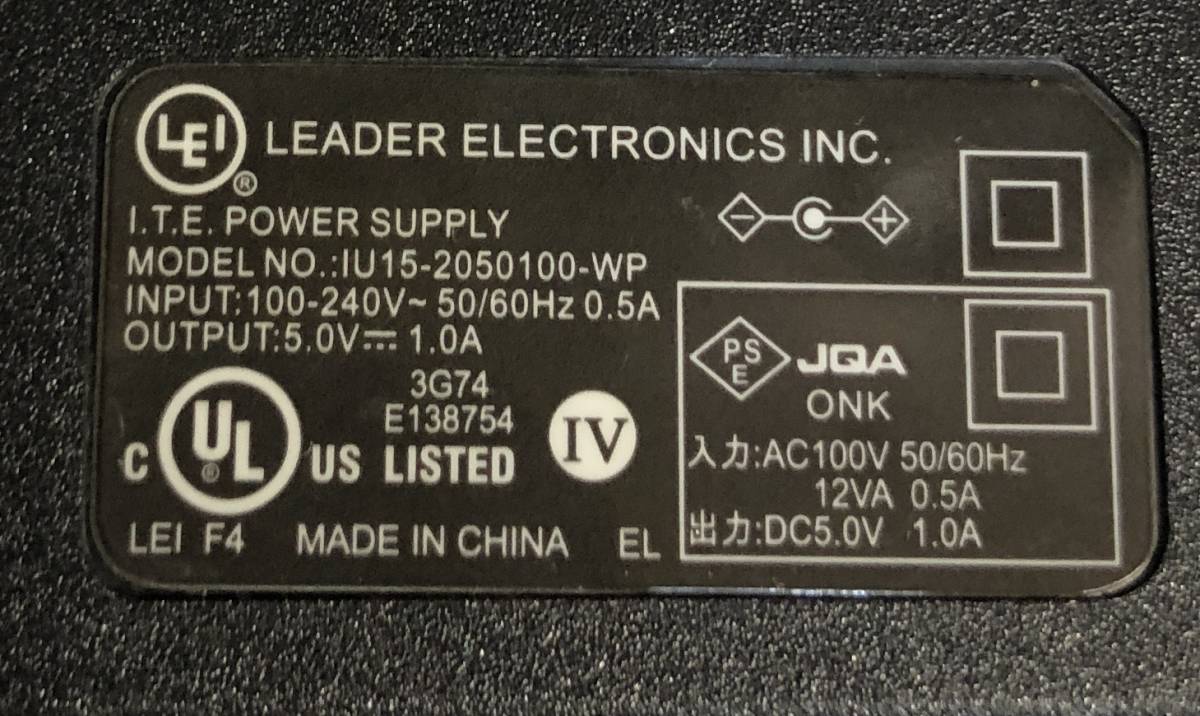 LEI ®
LEADER ELECTRONICS INC.
I.T.E. POWER SUPPLY
MODEL NO.:IU15-2050100-WP
INPUT:100-240V~ 50/60Hz 0.5A
OUTPUT:5.0V⎓ 1.0A
3G74
E138754
C UL ® US LISTED
IV
LEI F4 MADE IN CHINA EL
− +
PS
E
JQA
ONK
入力:AC100V 50/60Hz
12VA 0.5A
出力:DC5.0V 1.0A